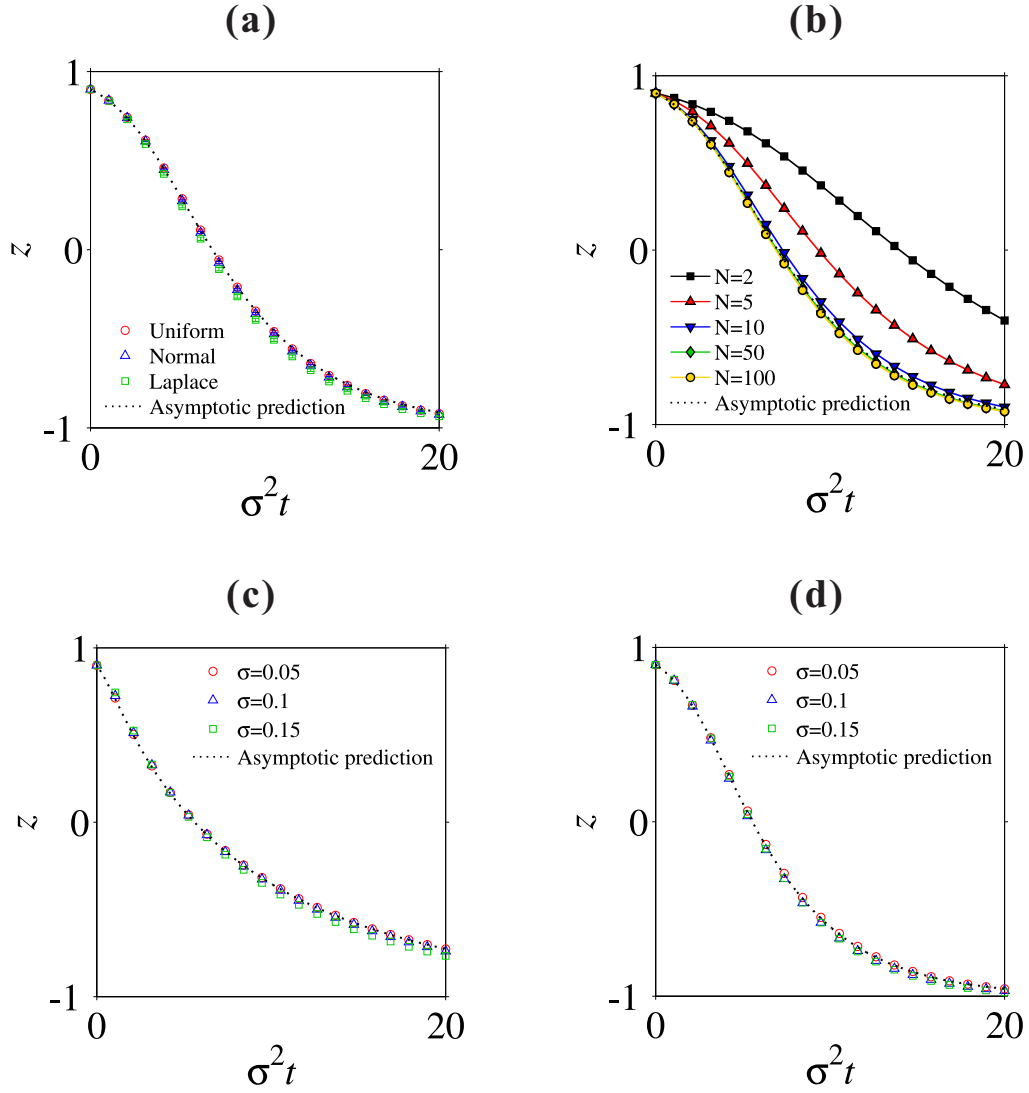 (a)
1
z
0
Uniform
Normal
Laplace
Asymptotic prediction
-1
0
20
σ²t
(b)
1
z
0
N=2
N=5
N=10
N=50
N=100
Asymptotic prediction
-1
0
20
σ²t
(c)
1
σ=0.05
σ=0.1
σ=0.15
Asymptotic prediction
z
0
-1
0
20
σ²t
(d)
1
σ=0.05
σ=0.1
σ=0.15
Asymptotic prediction
z
0
-1
0
20
σ²t